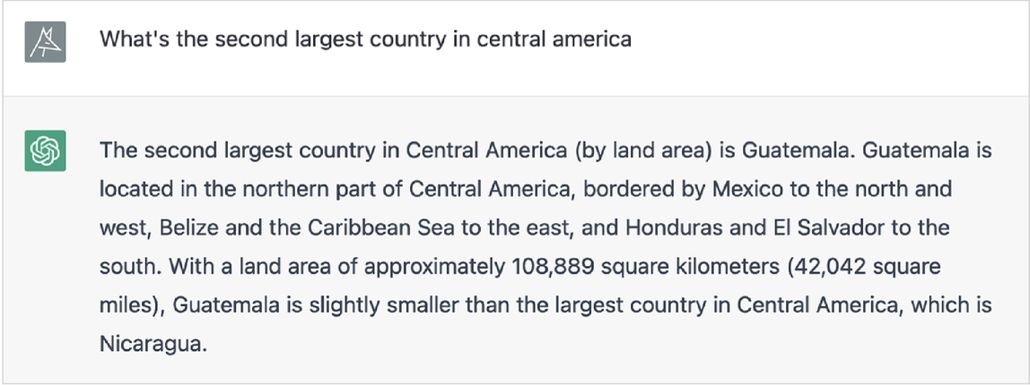 What's the second largest country in central america
The second largest country in Central America (by land area) is Guatemala. Guatemala is
located in the northern part of Central America, bordered by Mexico to the north and
west, Belize and the Caribbean Sea to the east, and Honduras and El Salvador to the
south. With a land area of approximately 108,889 square kilometers (42,042 square
miles), Guatemala is slightly smaller than the largest country in Central America, which is
Nicaragua.